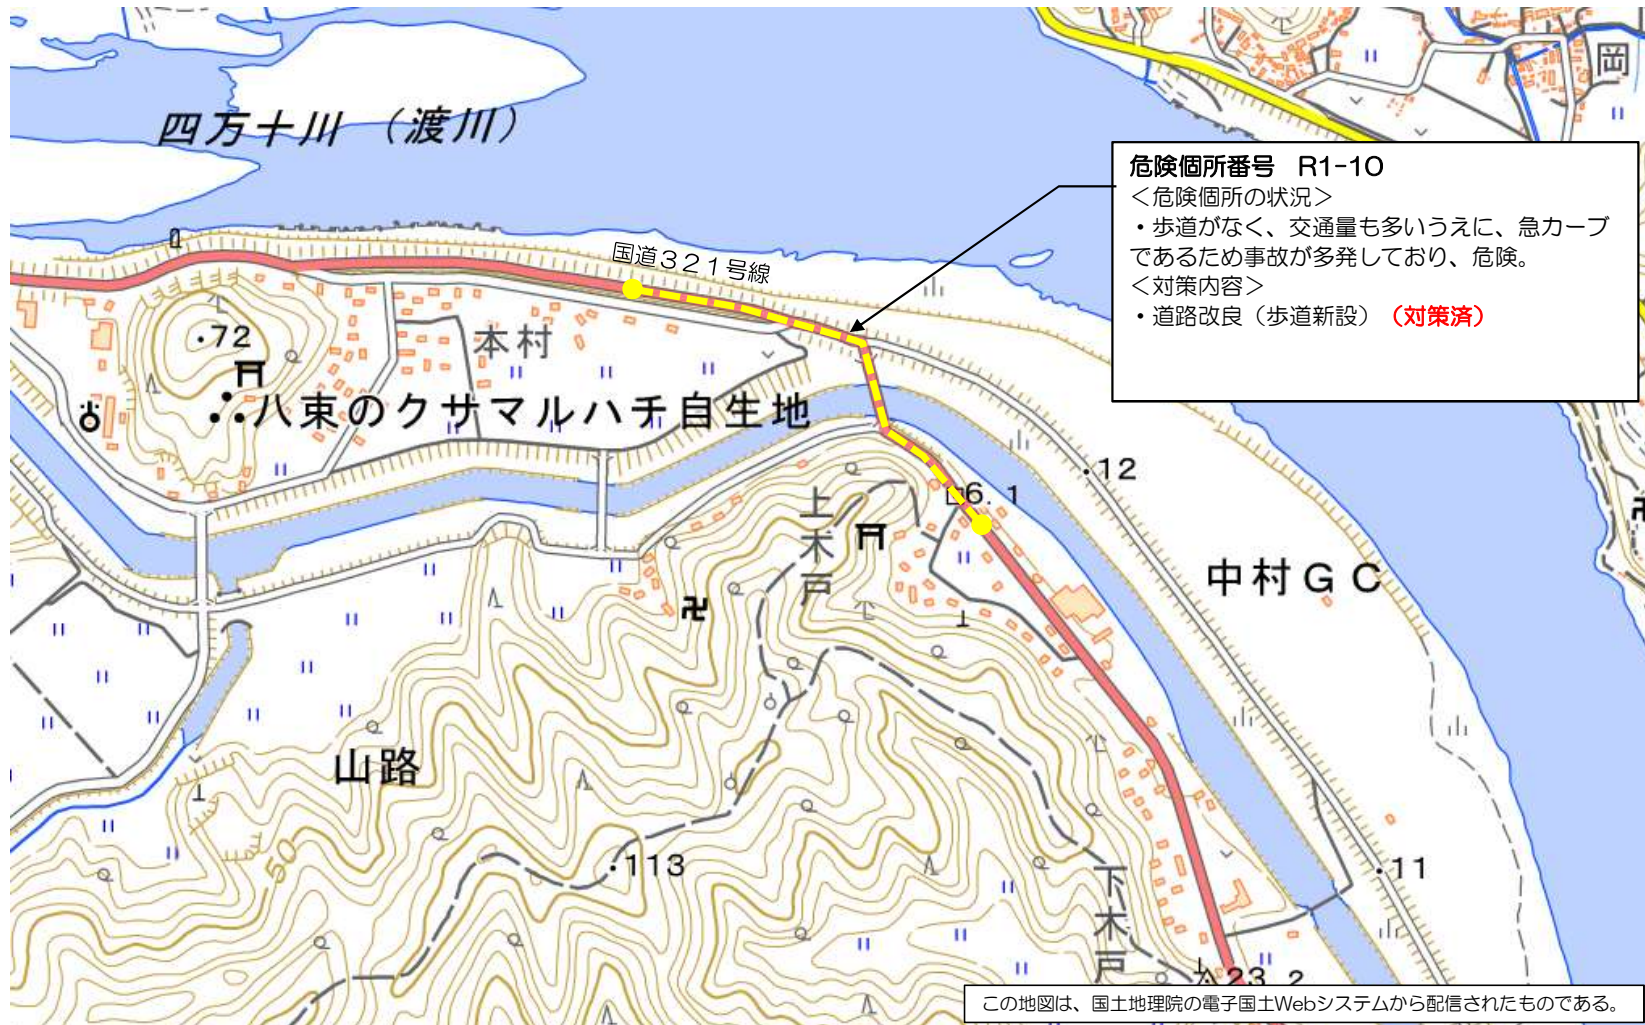 岡
四万十川（渡川）
危険個所番号　R1-10
＜危険個所の状況＞
・歩道がなく、交通量も多いうえに、急カーブ
であるため事故が多発しており、危険。
＜対策内容＞
・道路改良（歩道新設）（対策済）
国道３２１号線
72
本村
八束のクサマルハチ自生地
12
6.1
上木戸
中村ＧＣ
山路
50
113
11
下木戸
23.2
この地図は、国土地理院の電子国土Webシステムから配信されたものである。